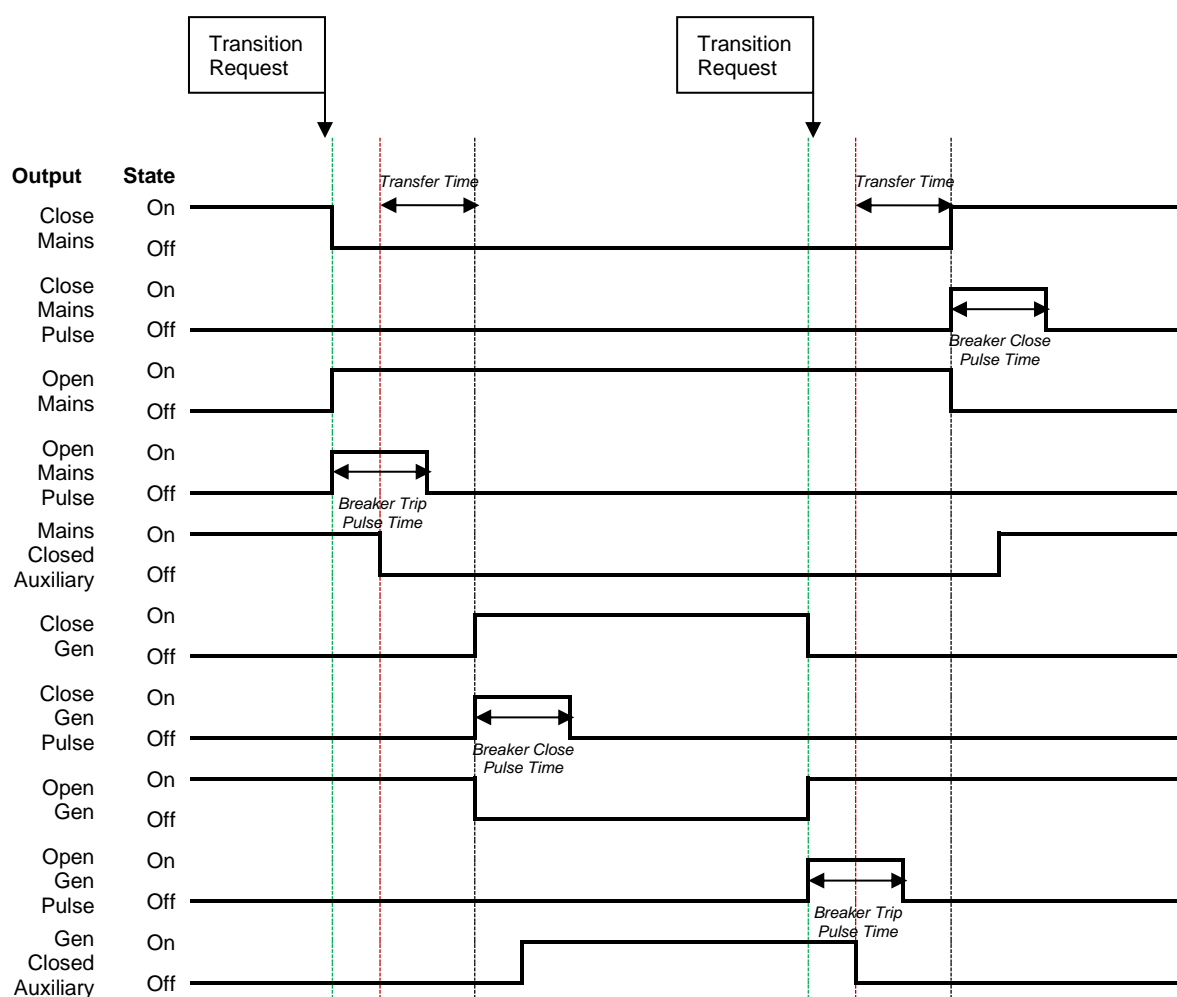 Transition
Request
Transition
Request
Output State
Transfer Time
Transfer Time
Close
Mains
On
Off
Close
Mains
Pulse
On
Off
Breaker Close
Pulse Time
Open
Mains
On
Off
Open
Mains
Pulse
On
Off
Breaker Trip
Pulse Time
Mains
Closed
Auxiliary
On
Off
Close
Gen
On
Off
Close
Gen
Pulse
On
Off
Breaker Close
Pulse Time
Open
Gen
On
Off
Open
Gen
Pulse
On
Off
Breaker Trip
Pulse Time
Gen
Closed
Auxiliary
On
Off